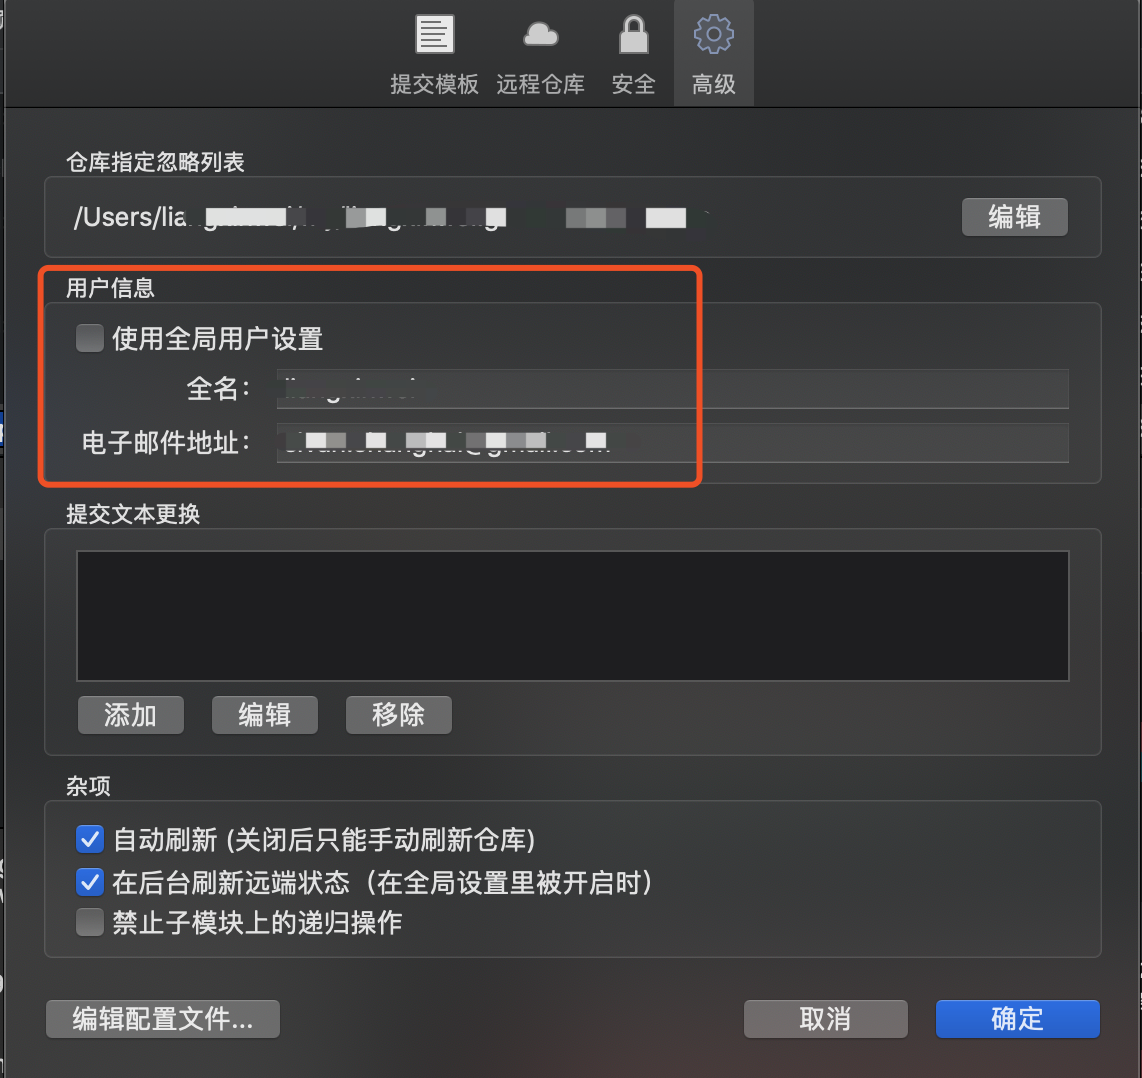 提交模板 远程仓库 安全 高级
仓库指定忽略列表
/Users/lia
编辑
用户信息
使用全局用户设置
全名：
电子邮件地址：
提交文本更换
添加 编辑 移除
杂项
自动刷新 (关闭后只能手动刷新仓库)
在后台刷新远端状态（在全局设置里被开启时）
禁止子模块上的递归操作
编辑配置文件... 取消 确定